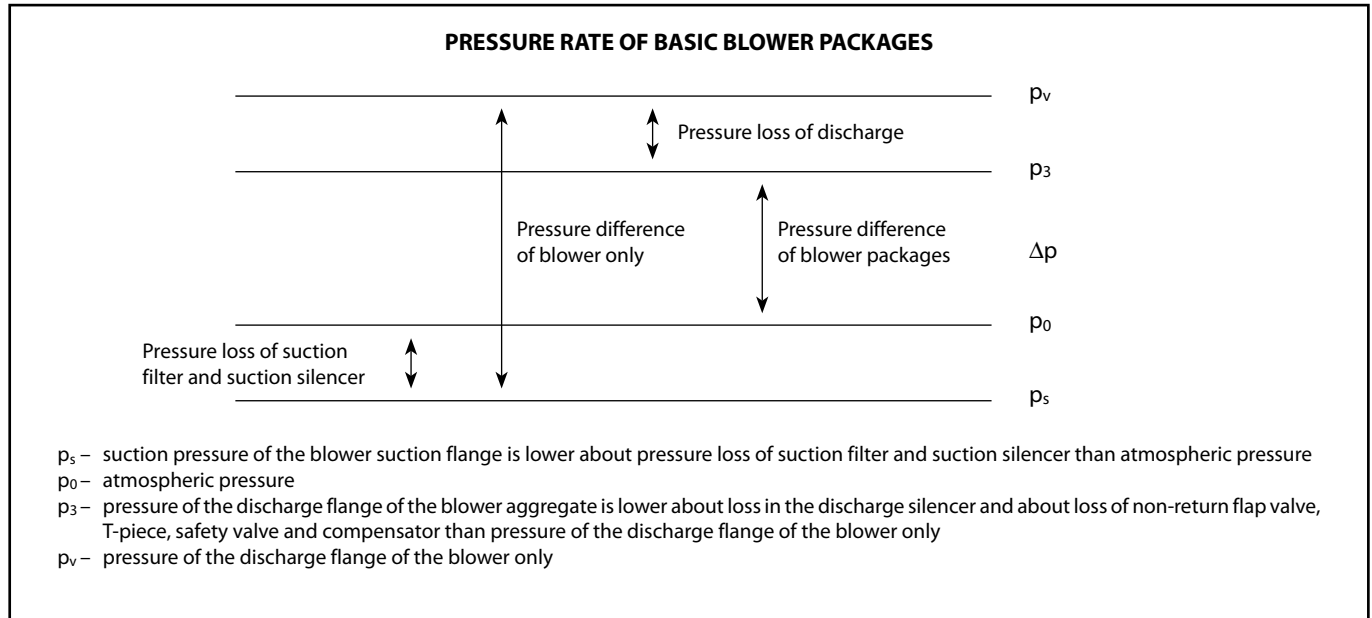 PRESSURE RATE OF BASIC BLOWER PACKAGES
pᵥ
Pressure loss of discharge
p₃
Pressure difference
of blower only
Pressure difference
of blower packages
Δp
p₀
Pressure loss of suction
filter and suction silencer
pₛ
pₛ – suction pressure of the blower suction flange is lower about pressure loss of suction filter and suction silencer than atmospheric pressure
p₀ – atmospheric pressure
p₃ – pressure of the discharge flange of the blower aggregate is lower about loss in the discharge silencer and about loss of non-return flap valve,
T-piece, safety valve and compensator than pressure of the discharge flange of the blower only
pᵥ – pressure of the discharge flange of the blower only